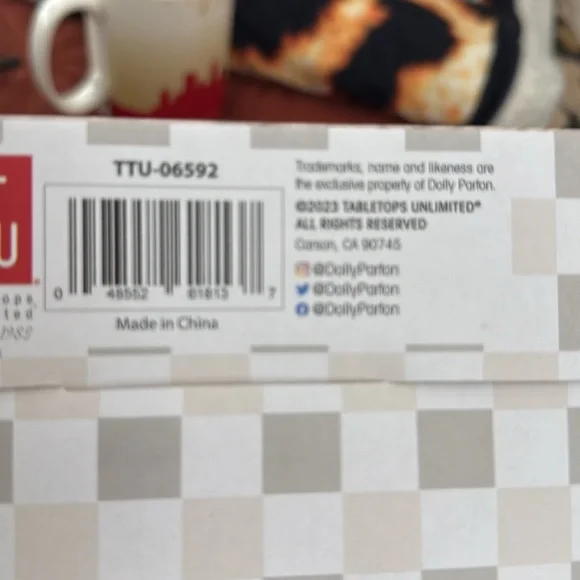 TTU-06592
0 48552 61813 7
Made in China
Trademarks, name and likeness are
the exclusive property of Dolly Parton.
©2023 TABLETOPS UNLIMITED®
ALL RIGHTS RESERVED
Carson, CA 90745
@DollyParton
@DollyParton
@DollyParton
T
U